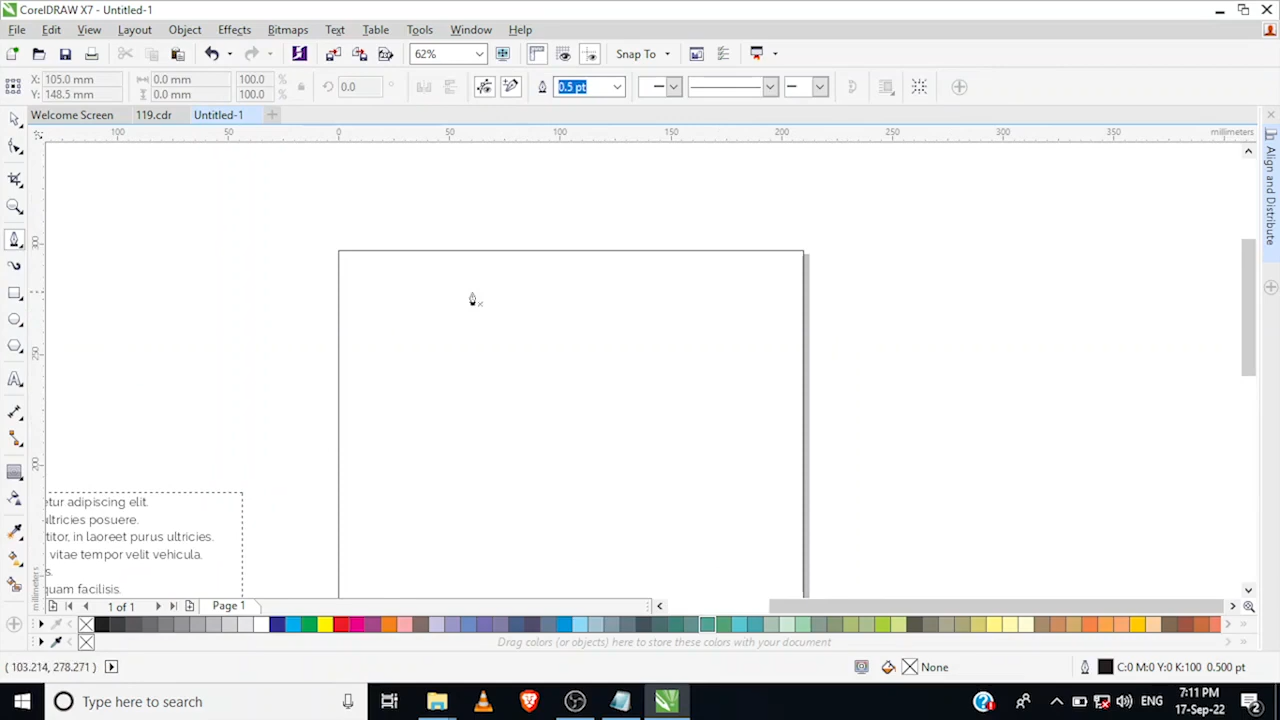 CorelDRAW X7 - Untitled-1
File Edit View Layout Object Effects Bitmaps Text Table Tools Window Help
62% Snap To
X: 105.0 mm 0.0 mm 100.0 % 0.0 ° 0.5 pt
Y: 148.5 mm 0.0 mm 100.0 %
Welcome Screen 119.cdr Untitled-1
100 50 0 50 100 150 200 250 300 350 millimeters
300
250
200
millimeters
Align and Distribute
etur adipiscing elit.
ultricies posuere.
titor, in laoreet purus ultricies.
vitae tempor velit vehicula.
s.
quam facilisis.
1 of 1 Page 1
Drag colors (or objects) here to store these colors with your document
( 103.214, 278.271 ) None C:0 M:0 Y:0 K:100 0.500 pt
Type here to search ENG 7:11 PM
17-Sep-22 2